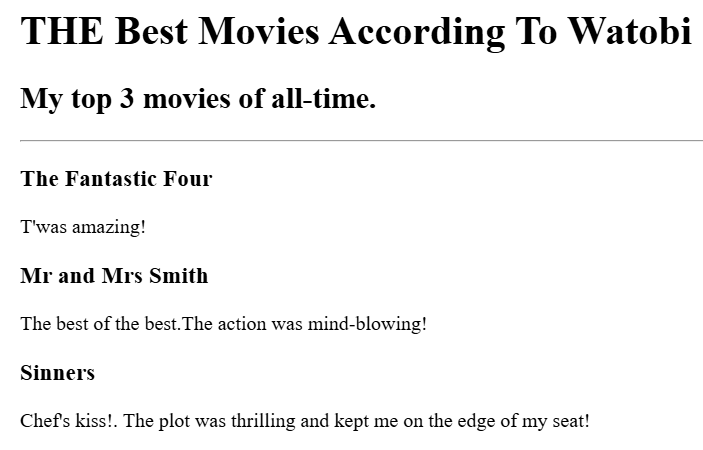 THE Best Movies According To Watobi
My top 3 movies of all-time.
The Fantastic Four
T'was amazing!
Mr and Mrs Smith
The best of the best.The action was mind-blowing!
Sinners
Chef's kiss!. The plot was thrilling and kept me on the edge of my seat!